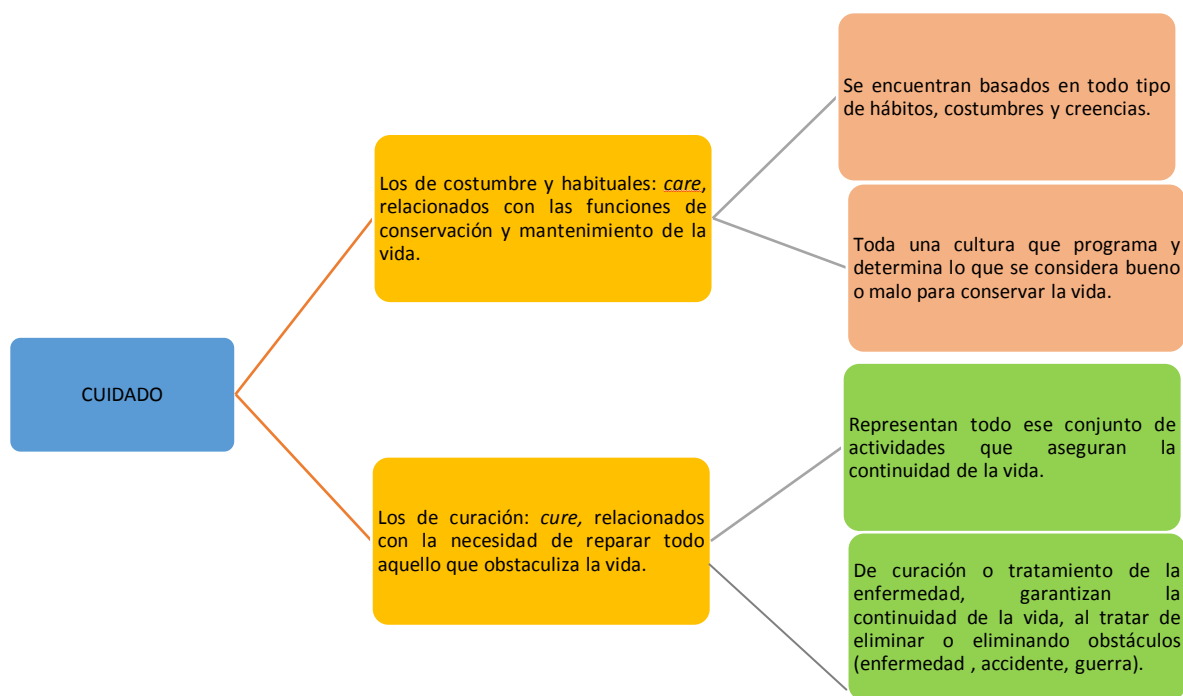 CUIDADO
Los de costumbre y habituales: care,
relacionados con las funciones de
conservación y mantenimiento de la
vida.
Se encuentran basados en todo tipo
de hábitos, costumbres y creencias.
Toda una cultura que programa y
determina lo que se considera bueno
o malo para conservar la vida.
Los de curación: cure, relacionados
con la necesidad de reparar todo
aquello que obstaculiza la vida.
Representan todo ese conjunto de
actividades que aseguran la
continuidad de la vida.
De curación o tratamiento de la
enfermedad, garantizan la
continuidad de la vida, al tratar de
eliminar o eliminando obstáculos
(enfermedad , accidente, guerra).